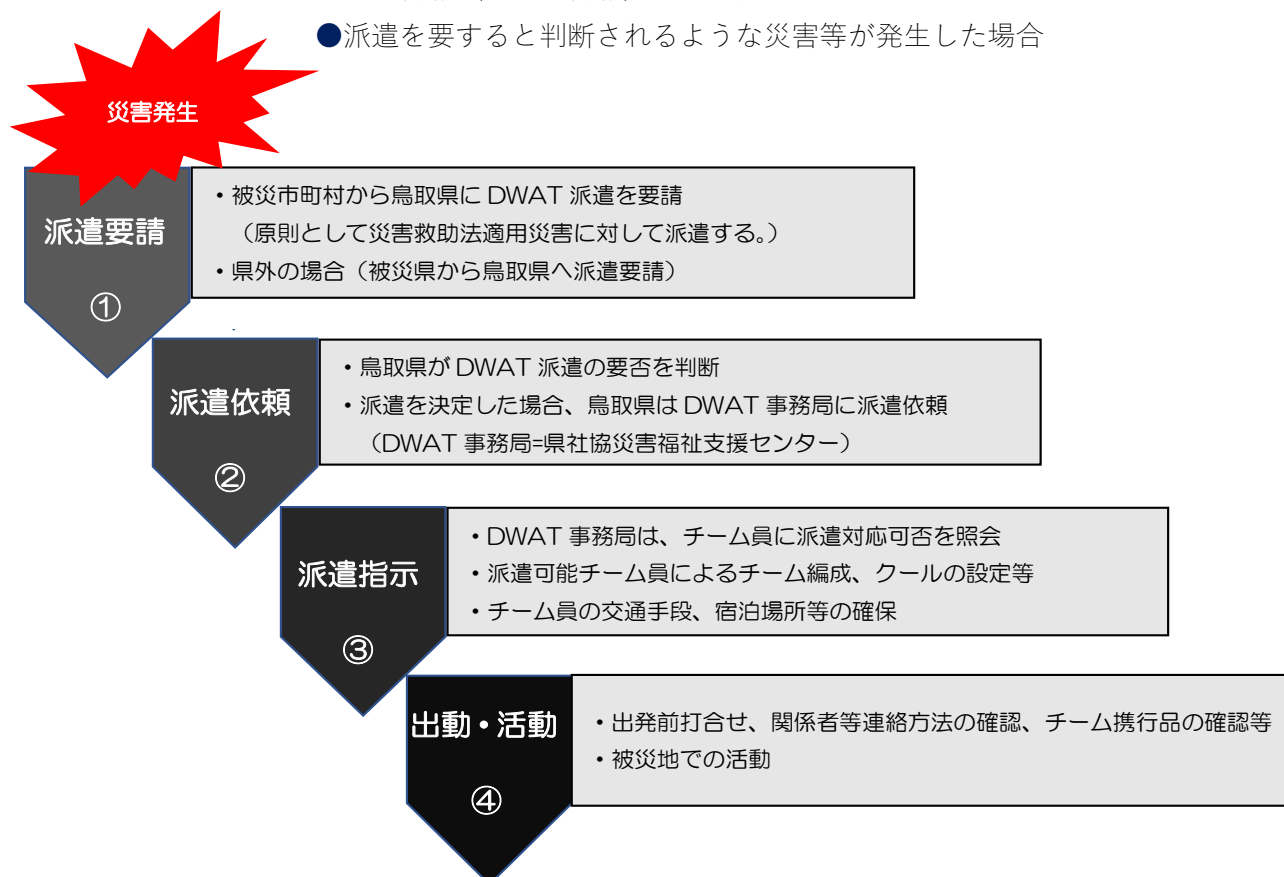 ●派遣を要すると判断されるような災害等が発生した場合
災害発生
派遣要請
①
・被災市町村から鳥取県に DWAT 派遣を要請
（原則として災害救助法適用災害に対して派遣する。）
・県外の場合（被災県から鳥取県へ派遣要請）
派遣依頼
②
・鳥取県が DWAT 派遣の要否を判断
・派遣を決定した場合、鳥取県は DWAT 事務局に派遣依頼
（DWAT 事務局=県社協災害福祉支援センター）
派遣指示
③
・DWAT 事務局は、チーム員に派遣対応可否を照会
・派遣可能チーム員によるチーム編成、クールの設定等
・チーム員の交通手段、宿泊場所等の確保
出動・活動
④
・出発前打合せ、関係者等連絡方法の確認、チーム携行品の確認等
・被災地での活動